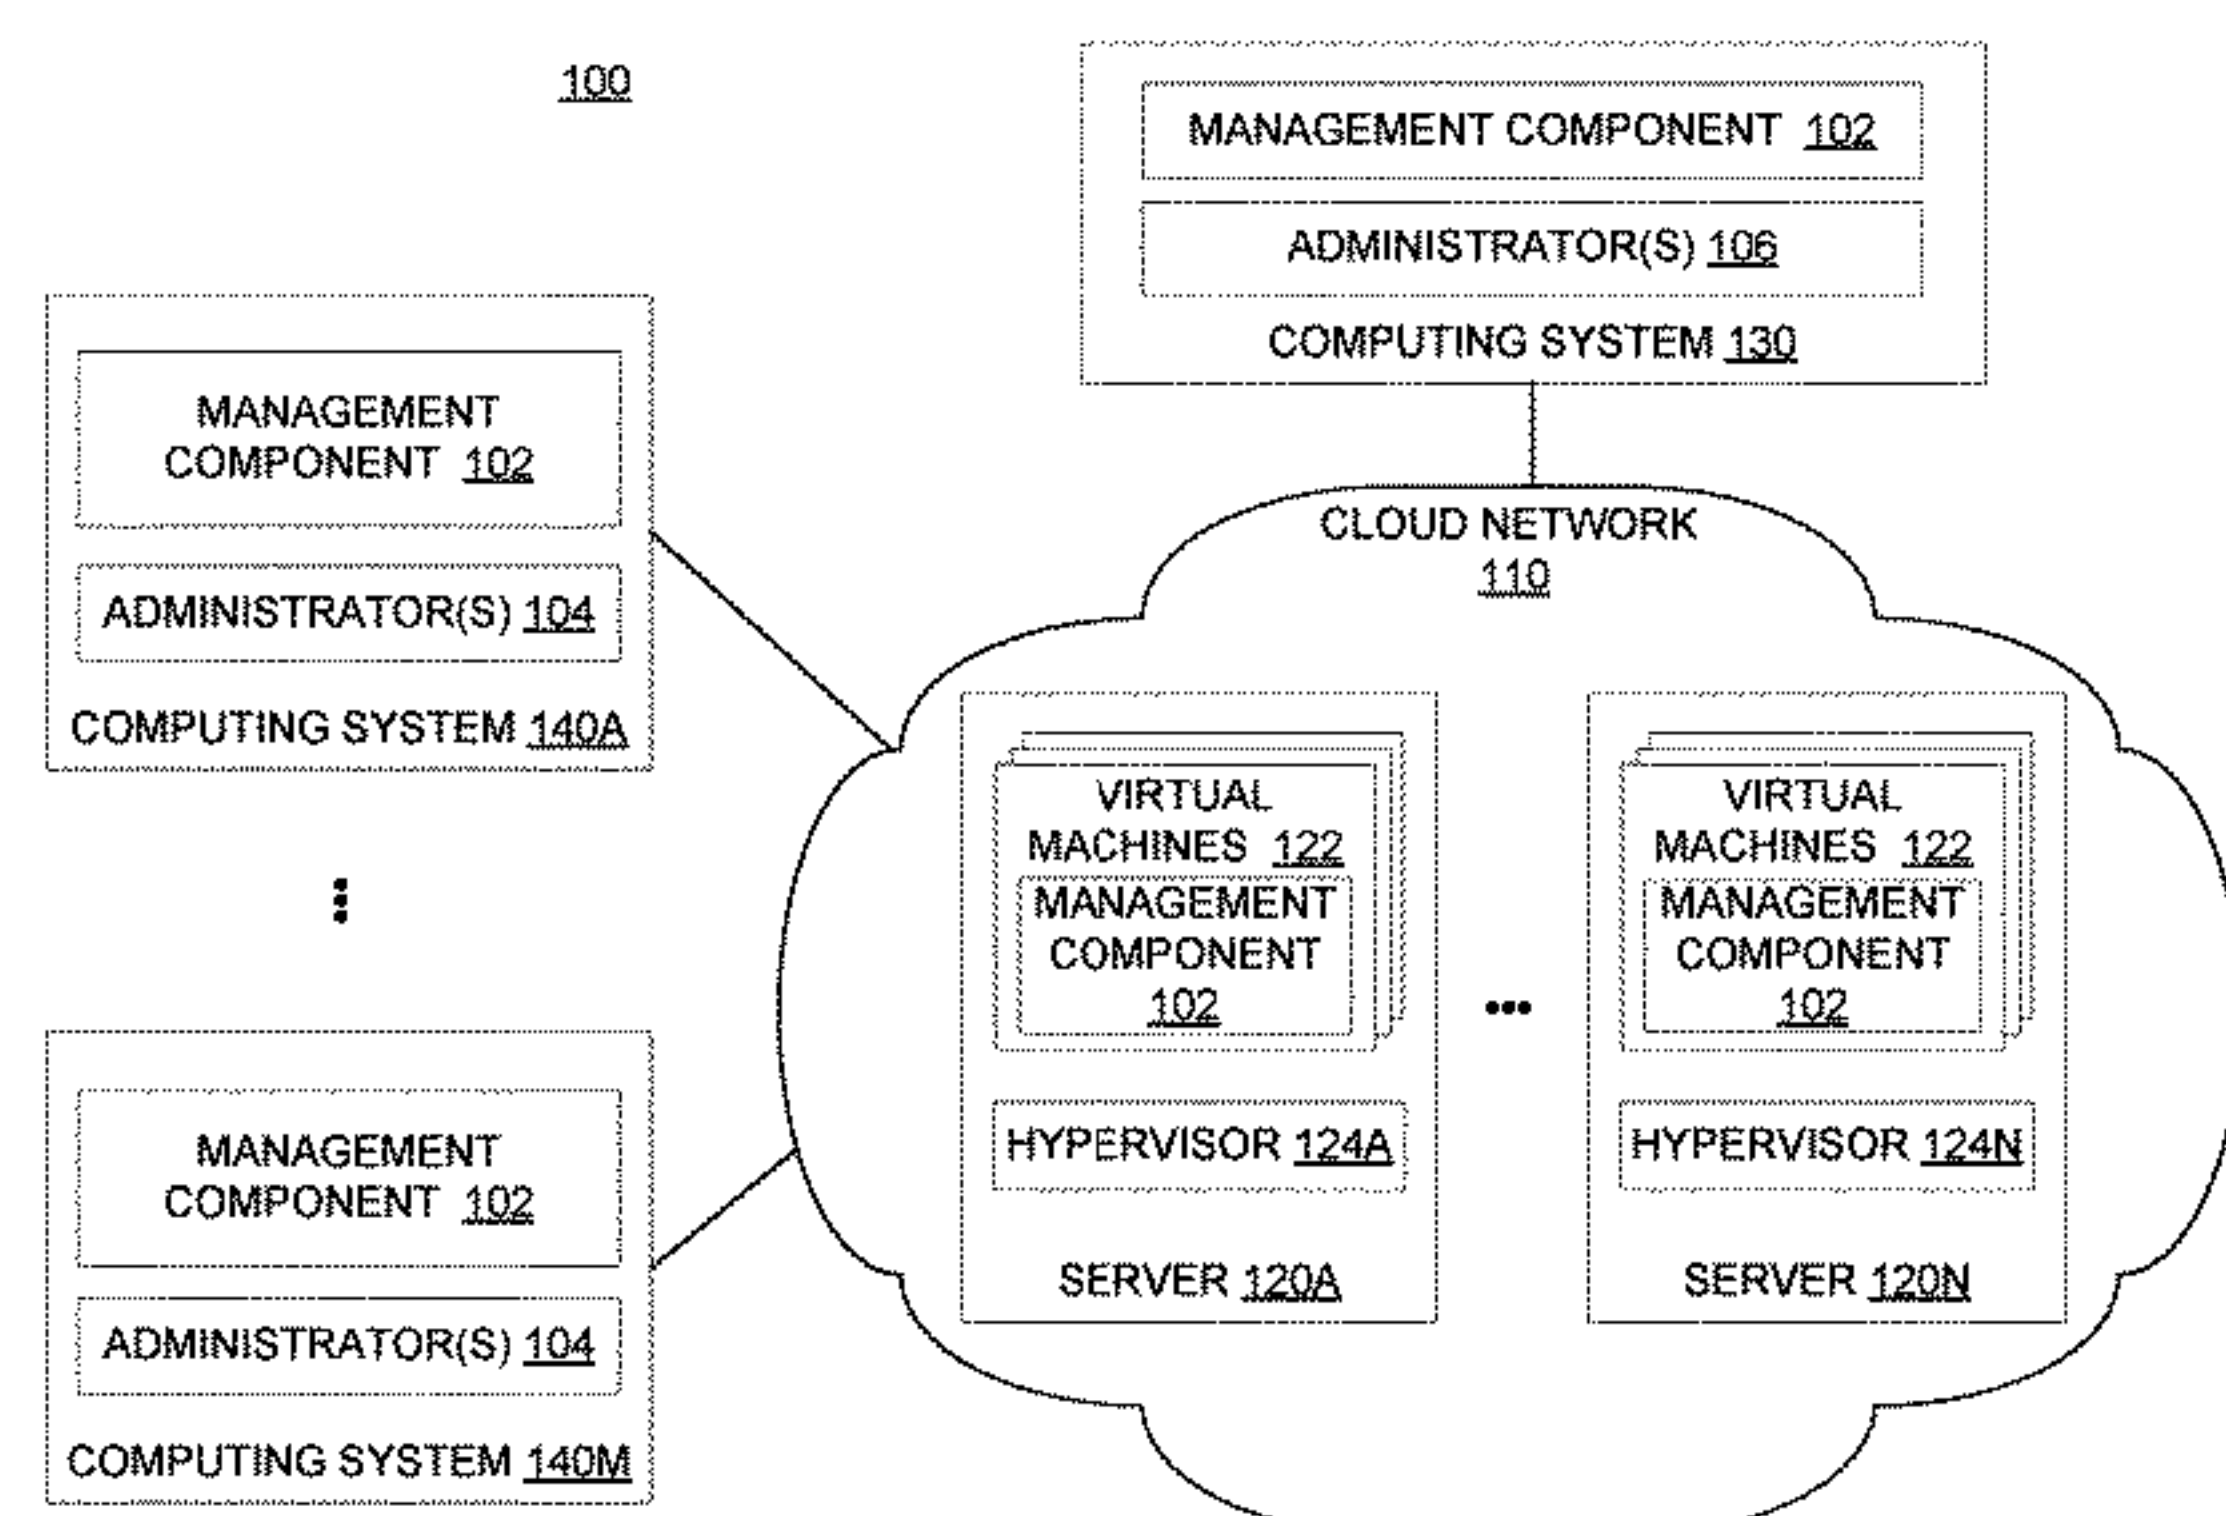 100
MANAGEMENT COMPONENT 102
ADMINISTRATOR(S) 106
COMPUTING SYSTEM 130
MANAGEMENT
COMPONENT 102
ADMINISTRATOR(S) 104
COMPUTING SYSTEM 140A
MANAGEMENT
COMPONENT 102
ADMINISTRATOR(S) 104
COMPUTING SYSTEM 140M
CLOUD NETWORK
110
VIRTUAL
MACHINES 122
MANAGEMENT
COMPONENT
102
HYPERVISOR 124A
SERVER 120A
VIRTUAL
MACHINES 122
MANAGEMENT
COMPONENT
102
HYPERVISOR 124N
SERVER 120N